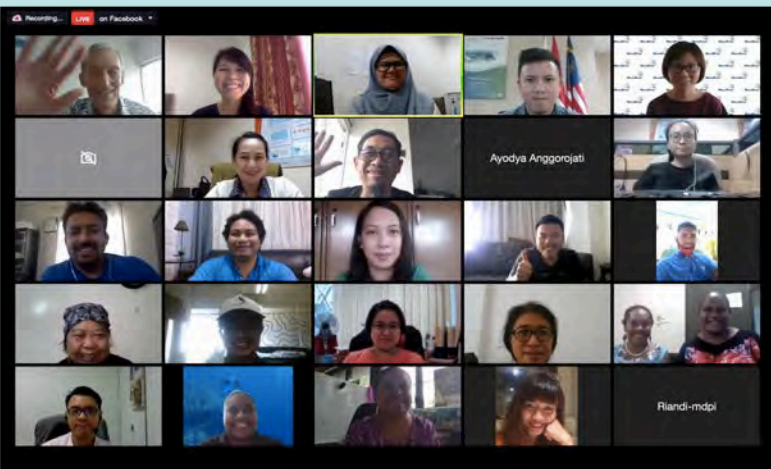 Recording...
LIVE
on Facebook
Ayodya Anggorojati
Riandi-mdpi